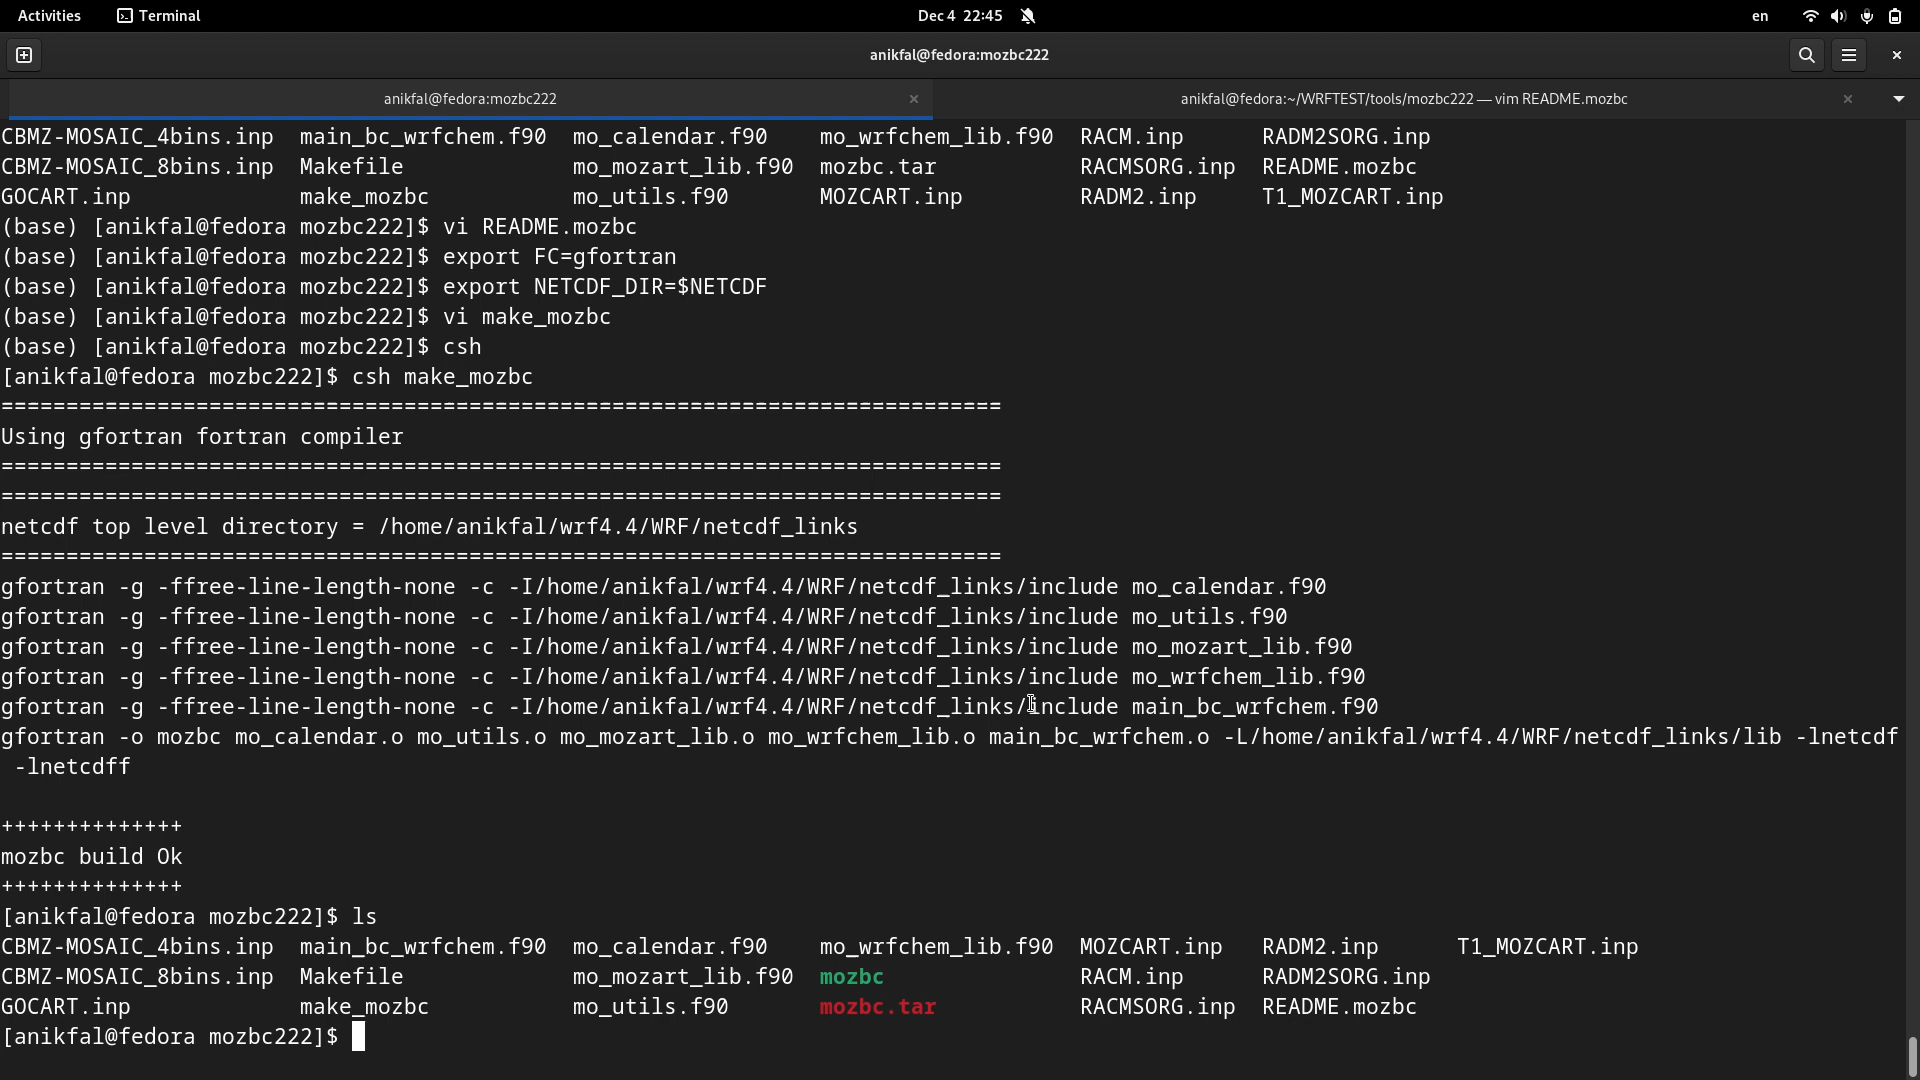 Activities
Terminal
Dec 4 22:45
en
anikfal@fedora:mozbc222
anikfal@fedora:mozbc222
anikfal@fedora:~/WRFTEST/tools/mozbc222 — vim README.mozbc
CBMZ-MOSAIC_4bins.inp  main_bc_wrfchem.f90  mo_calendar.f90    mo_wrfchem_lib.f90  RACM.inp      RADM2SORG.inp
CBMZ-MOSAIC_8bins.inp  Makefile             mo_mozart_lib.f90  mozbc.tar           RACMSORG.inp  README.mozbc
GOCART.inp             make_mozbc           mo_utils.f90       MOZCART.inp         RADM2.inp     T1_MOZCART.inp
(base) [anikfal@fedora mozbc222]$ vi README.mozbc
(base) [anikfal@fedora mozbc222]$ export FC=gfortran
(base) [anikfal@fedora mozbc222]$ export NETCDF_DIR=$NETCDF
(base) [anikfal@fedora mozbc222]$ vi make_mozbc
(base) [anikfal@fedora mozbc222]$ csh
[anikfal@fedora mozbc222]$ csh make_mozbc
=============================================================================
Using gfortran fortran compiler
=============================================================================
=============================================================================
netcdf top level directory = /home/anikfal/wrf4.4/WRF/netcdf_links
=============================================================================
gfortran -g -ffree-line-length-none -c -I/home/anikfal/wrf4.4/WRF/netcdf_links/include mo_calendar.f90
gfortran -g -ffree-line-length-none -c -I/home/anikfal/wrf4.4/WRF/netcdf_links/include mo_utils.f90
gfortran -g -ffree-line-length-none -c -I/home/anikfal/wrf4.4/WRF/netcdf_links/include mo_mozart_lib.f90
gfortran -g -ffree-line-length-none -c -I/home/anikfal/wrf4.4/WRF/netcdf_links/include mo_wrfchem_lib.f90
gfortran -g -ffree-line-length-none -c -I/home/anikfal/wrf4.4/WRF/netcdf_links/include main_bc_wrfchem.f90
gfortran -o mozbc mo_calendar.o mo_utils.o mo_mozart_lib.o mo_wrfchem_lib.o main_bc_wrfchem.o -L/home/anikfal/wrf4.4/WRF/netcdf_links/lib -lnetcdf
 -lnetcdff
++++++++++++++
mozbc build Ok
++++++++++++++
[anikfal@fedora mozbc222]$ ls
CBMZ-MOSAIC_4bins.inp  main_bc_wrfchem.f90  mo_calendar.f90    mo_wrfchem_lib.f90  MOZCART.inp   RADM2.inp      T1_MOZCART.inp
CBMZ-MOSAIC_8bins.inp  Makefile             mo_mozart_lib.f90  mozbc               RACM.inp      RADM2SORG.inp
GOCART.inp             make_mozbc           mo_utils.f90       mozbc.tar           RACMSORG.inp  README.mozbc
[anikfal@fedora mozbc222]$